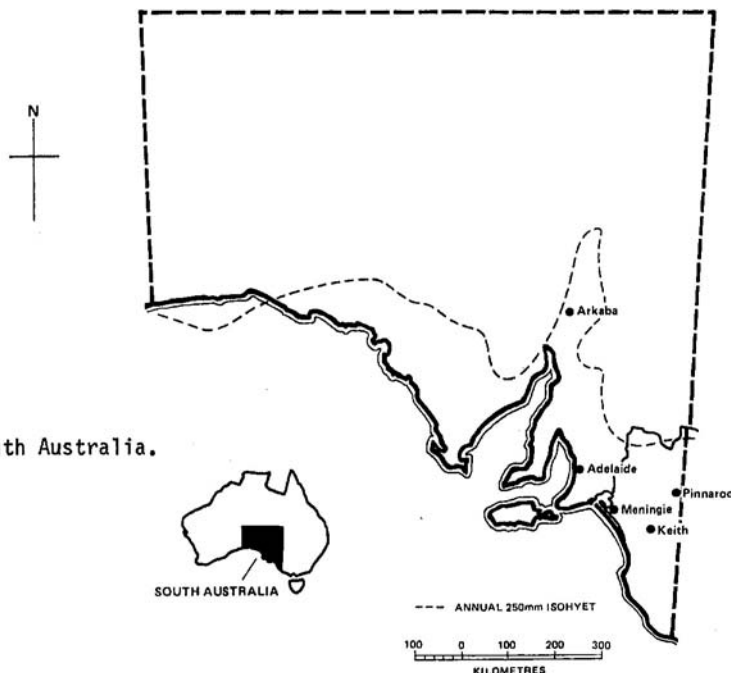 N
Arkaba
th Australia.
Adelaide
Pinnaroo
Meningie
Keith
SOUTH AUSTRALIA
ANNUAL 250mm ISOHYET
100 0 100 200 300
KILOMETRES